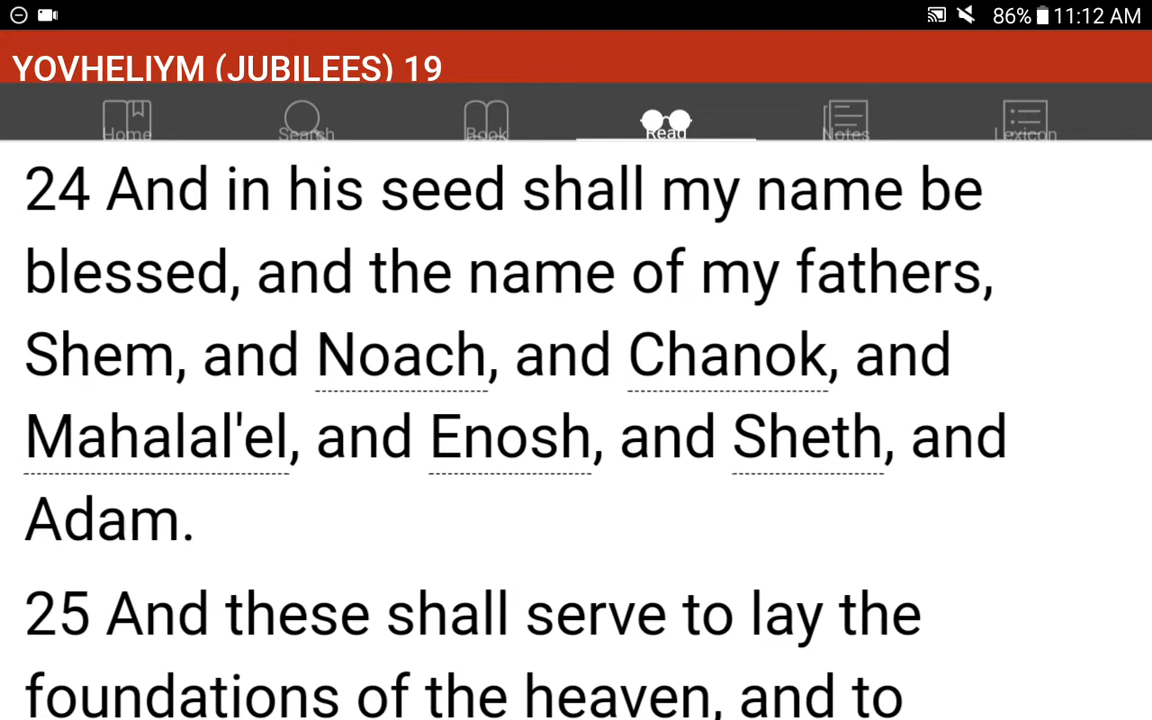 86% 11:12 AM
YOVHELIYM (JUBILEES) 19
Home Search Book Read Notes Lexicon
24 And in his seed shall my name be
blessed, and the name of my fathers,
Shem, and Noach, and Chanok, and
Mahalal'el, and Enosh, and Sheth, and
Adam.
25 And these shall serve to lay the
foundations of the heaven, and to